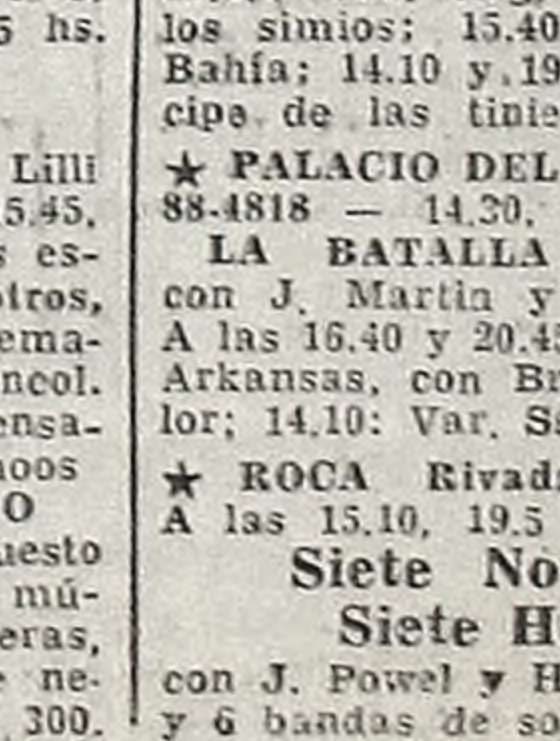 5 hs.
Lilli
5.45.
s es-
otros,
ema-
ncol.
ensa-
noos
O
uesto
mú-
eras,
e ne-
300.
los simios; 15.40
Bahía; 14.10 y 19
cipe de las tinie
★ PALACIO DEL
88-4818 — 14.30.
LA BATALLA
con J. Martin y
A las 16.40 y 20.45
Arkansas, con Br
lor; 14.10: Var. S
★ ROCA Rivad
A las 15.10, 19.5
Siete No
Siete H
con J. Powel y H
y 6 bandas de so